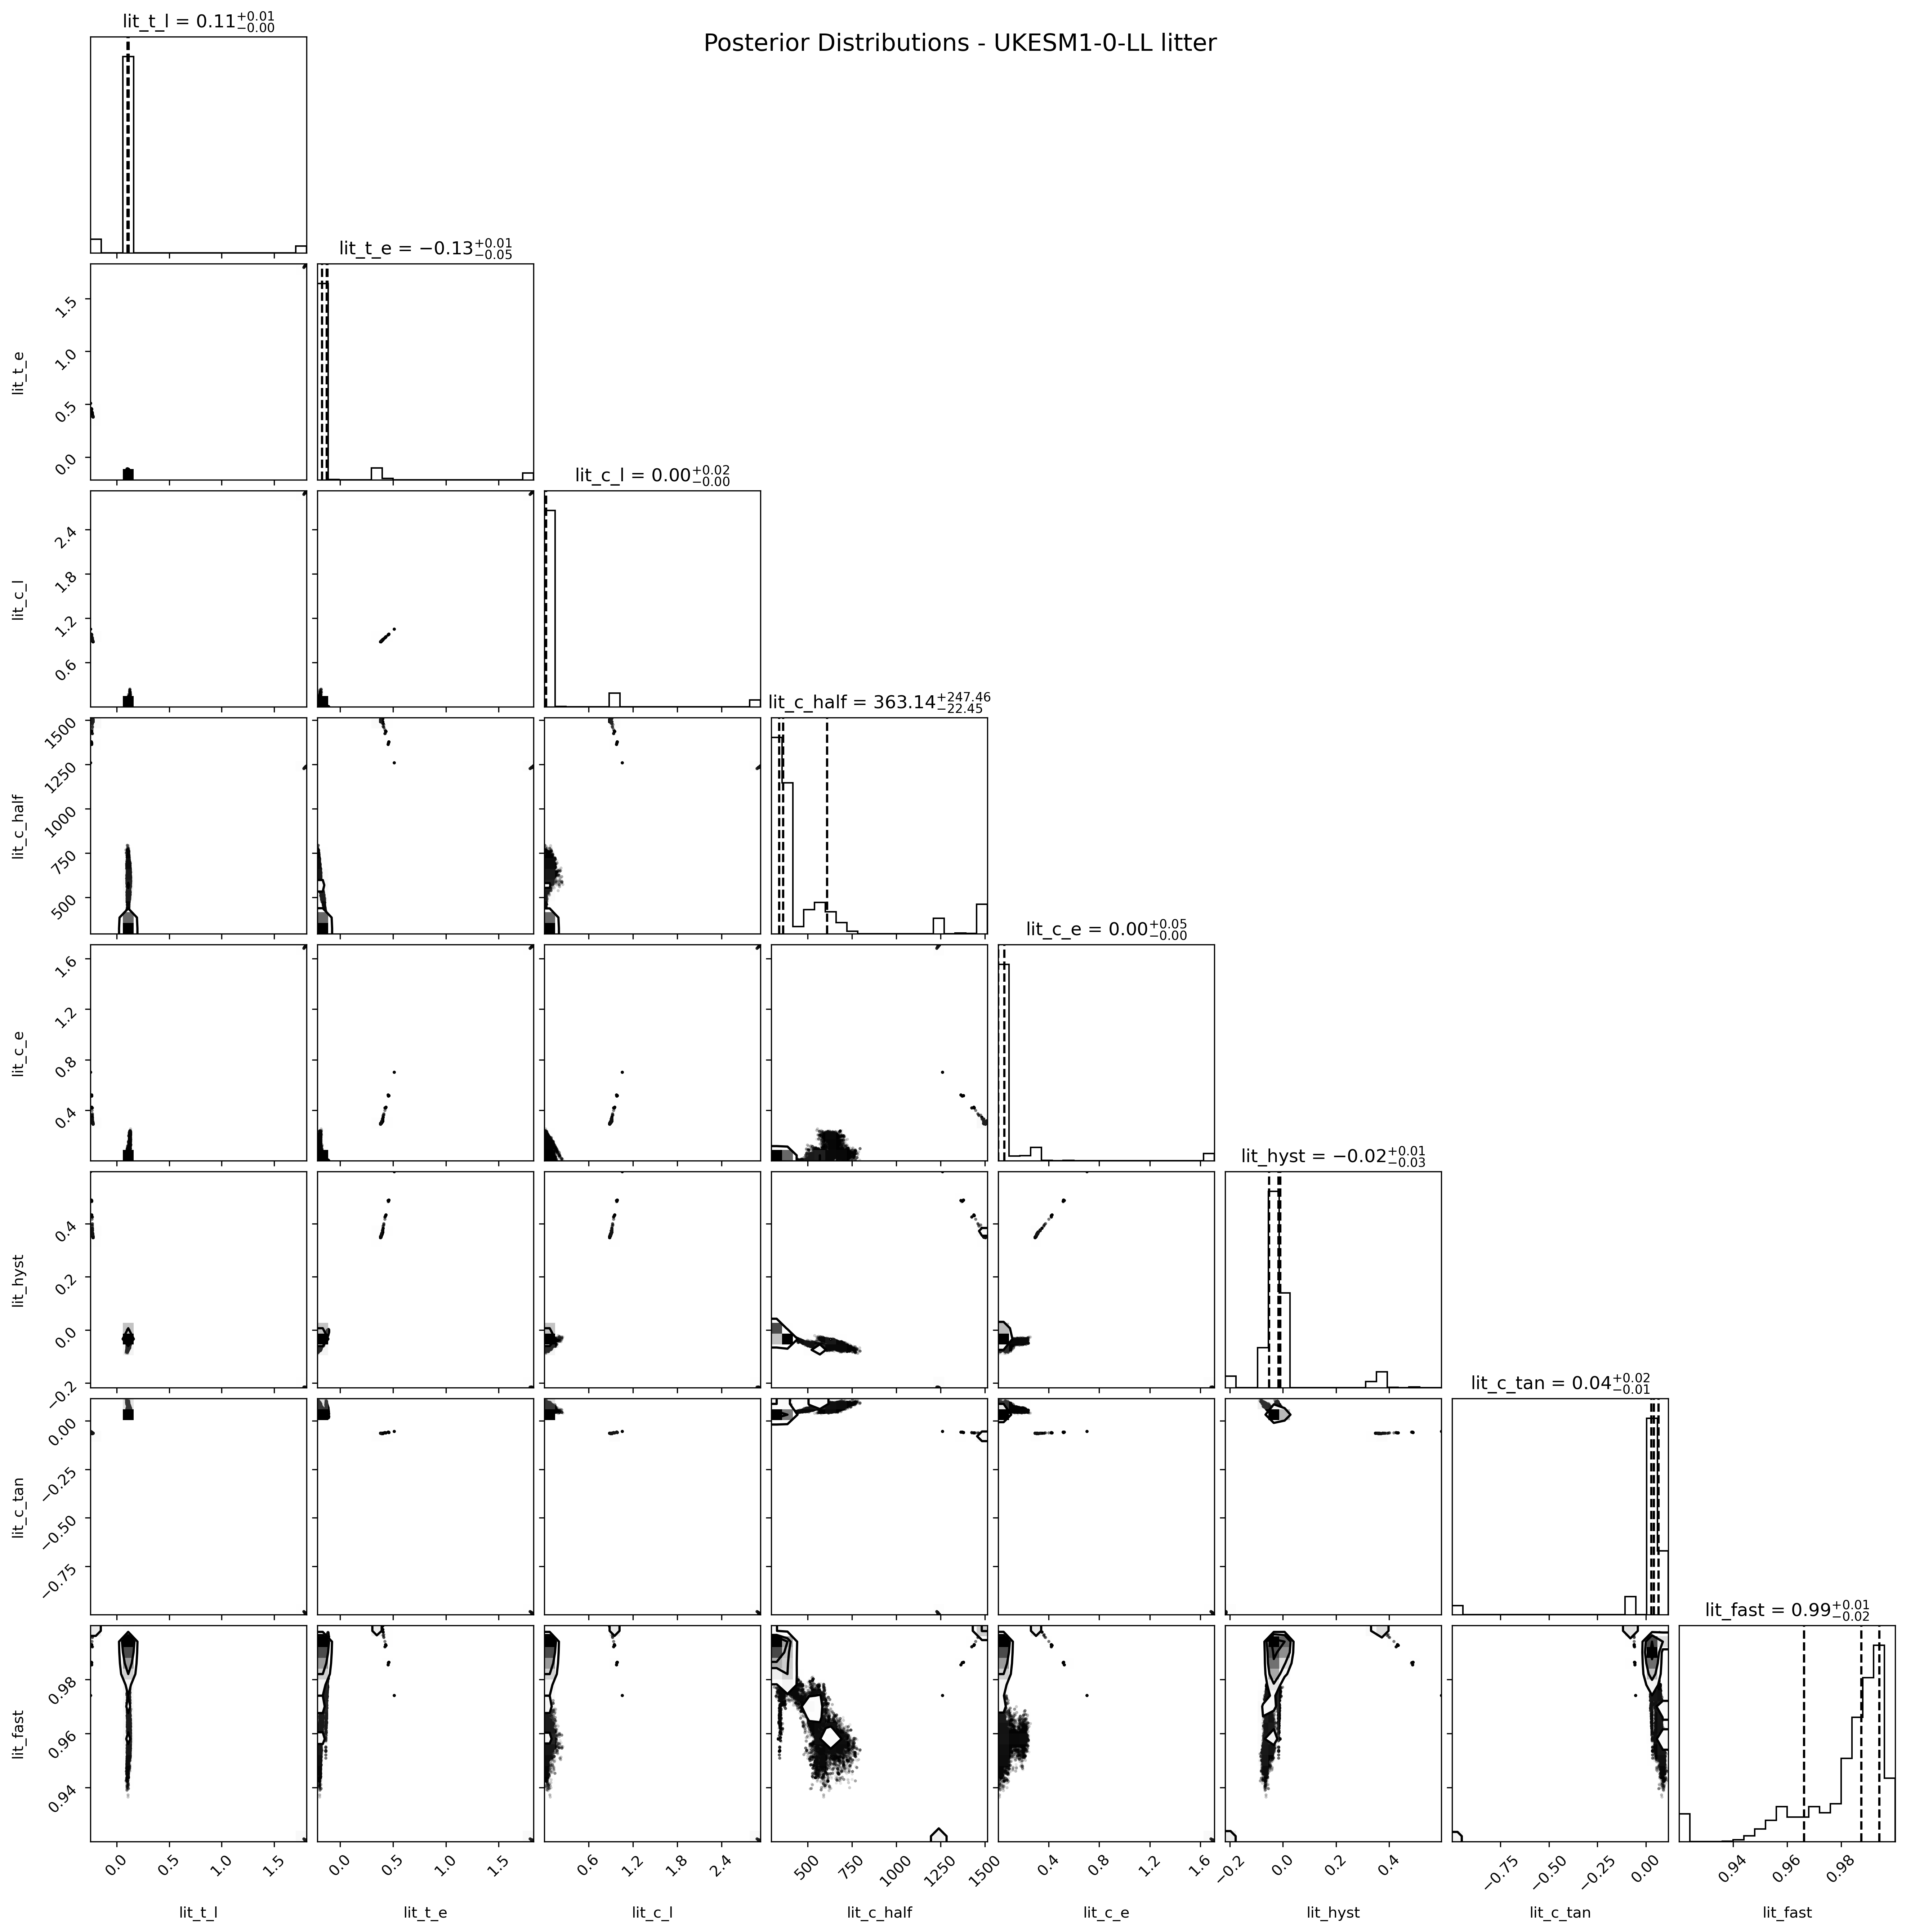 lit_t_l = 0.11+0.01−0.00
Posterior Distributions - UKESM1-0-LL litter
lit_t_e = −0.13+0.01−0.05
1.5
1.0
0.5
0.0
lit_t_e
lit_c_l = 0.00+0.02−0.00
2.4
1.8
1.2
0.6
lit_c_l
lit_c_half = 363.14+247.46−22.45
1500
1250
1000
750
500
lit_c_half
lit_c_e = 0.00+0.05−0.00
1.6
1.2
0.8
0.4
lit_c_e
lit_hyst = −0.02+0.01−0.03
0.4
0.2
0.0
−0.2
lit_hyst
lit_c_tan = 0.04+0.02−0.01
0.00
−0.25
−0.50
−0.75
lit_c_tan
lit_fast = 0.99+0.01−0.02
0.98
0.96
0.94
lit_fast
0.0 0.5 1.0 1.5 0.0 0.5 1.0 1.5 0.6 1.2 1.8 2.4 500 750 1000 1250 1500 0.4 0.8 1.2 1.6 −0.2 0.0 0.2 0.4 −0.75 −0.50 −0.25 0.00 0.94 0.96 0.98
lit_t_l lit_t_e lit_c_l lit_c_half lit_c_e lit_hyst lit_c_tan lit_fast